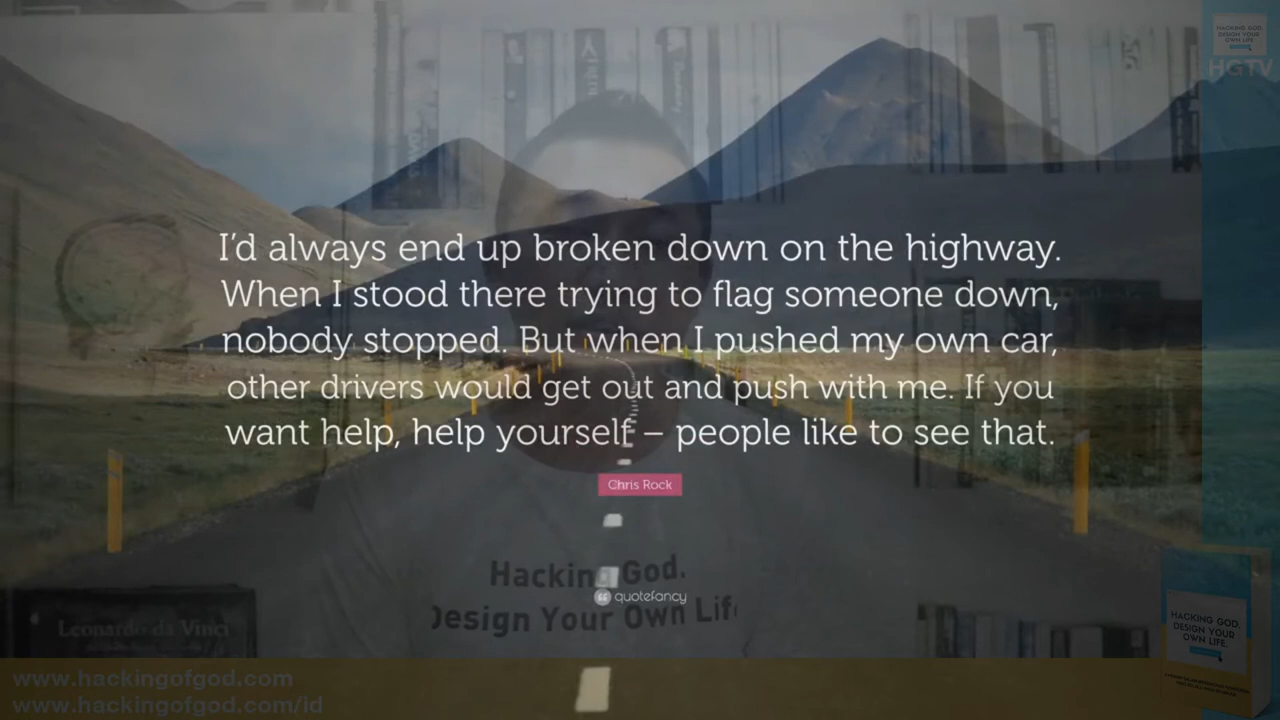 HACKING GOD.
DESIGN YOUR
OWN LIFE
HGTV
I’d always end up broken down on the highway.
When I stood there trying to flag someone down,
nobody stopped. But when I pushed my own car,
other drivers would get out and push with me. If you
want help, help yourself – people like to see that.
Chris Rock
Hacking God.
Design Your Own Life
quotefancy
Leonardo da Vinci
HACKING GOD.
DESIGN YOUR
OWN LIFE.
www.hackingofgod.com
www.hackingofgod.com/id